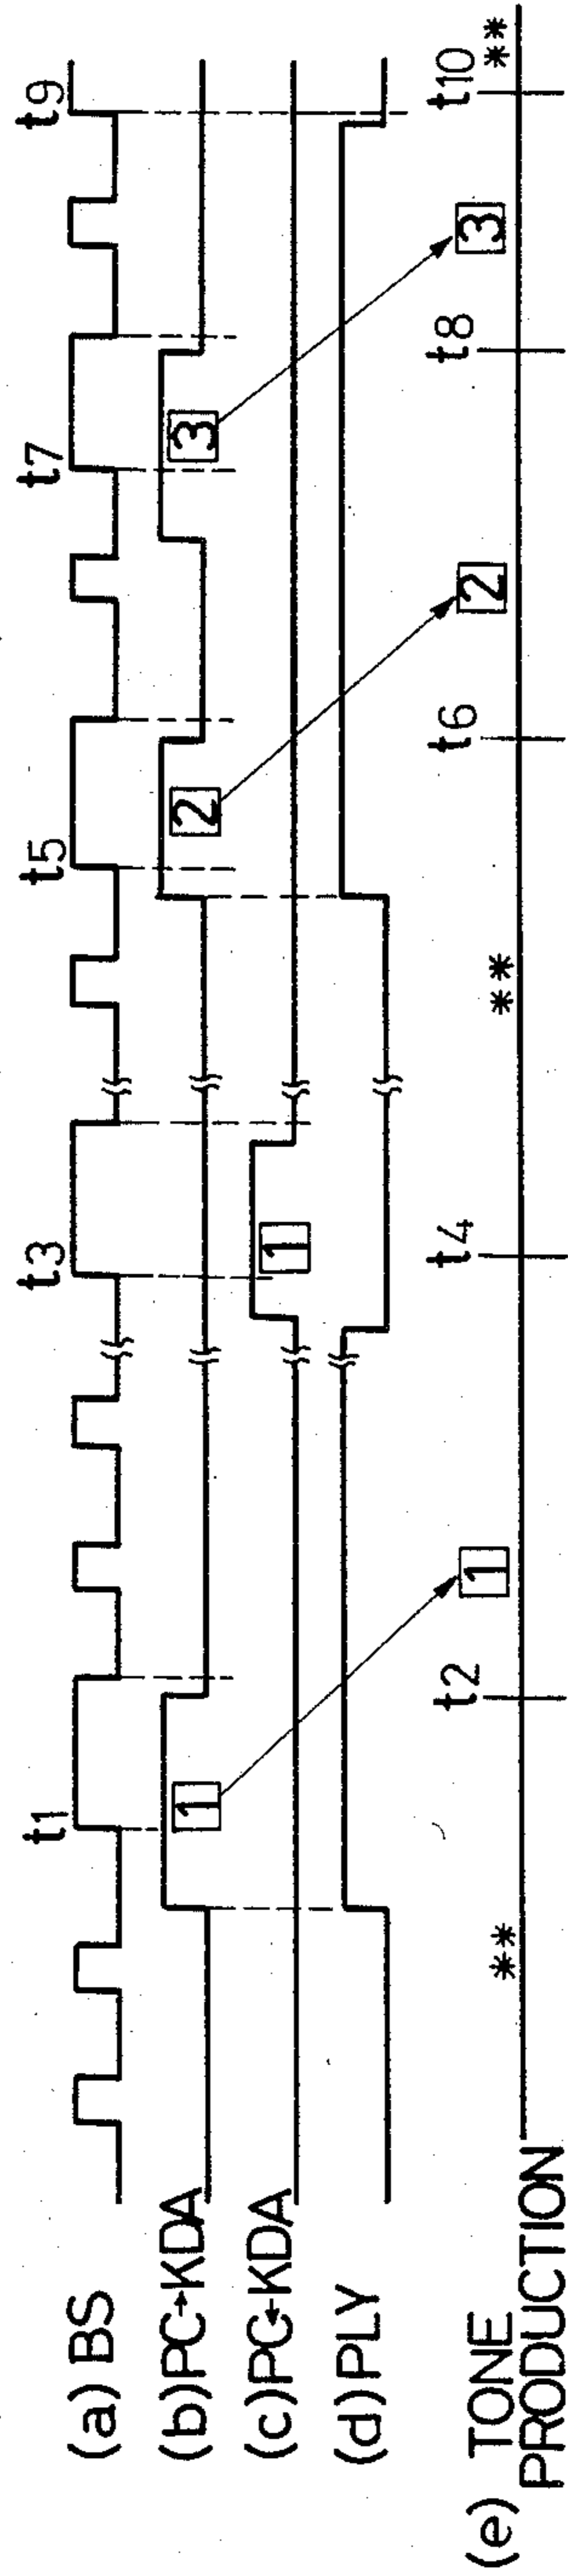 t1 t3 t5 t7 t9
(a) BS
(b)PC→KDA 1 2 3
(c)PC←KDA 1
(d)PLY
(e) TONE
PRODUCTION
** t2 1 t4 ** t6 2 t8 3 t10 **